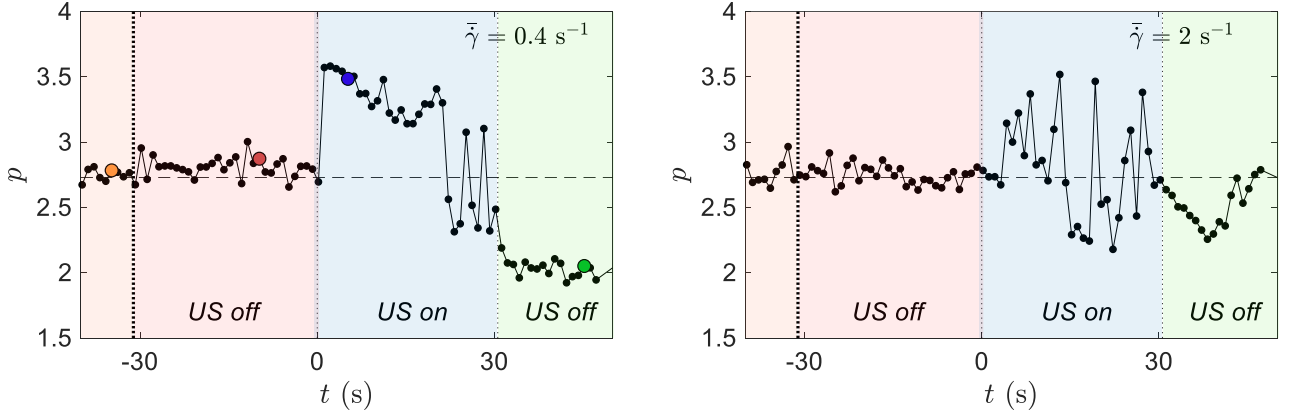 4
3.5
3
2.5
2
1.5
p
-30
0
30
t (s)
γ̇̄ = 0.4 s⁻¹
US off
US on
US off
4
3.5
3
2.5
2
1.5
p
-30
0
30
t (s)
γ̇̄ = 2 s⁻¹
US off
US on
US off